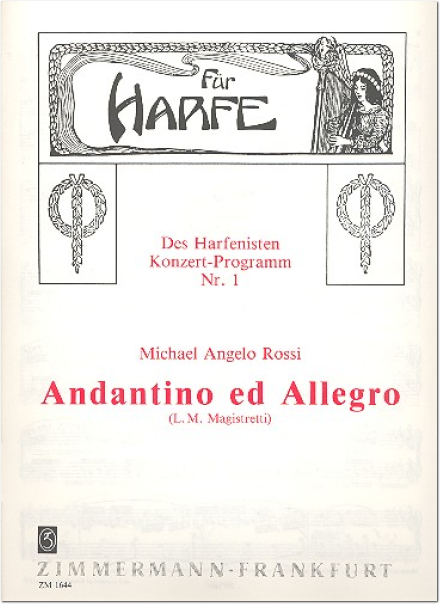 Für
HARFE
Des Harfenisten
Konzert-Programm
Nr. 1
Michael Angelo Rossi
Andantino ed Allegro
(L. M. Magistretti)
ZIMMERMANN-FRANKFURT
ZM 1644